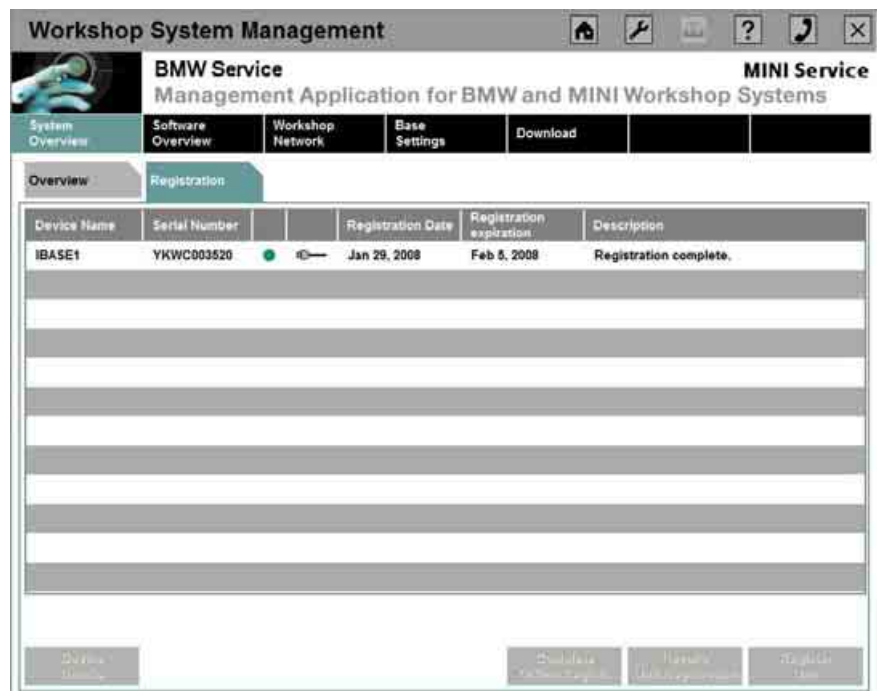 Workshop System Management
?
BMW Service
MINI Service
Management Application for BMW and MINI Workshop Systems
System Overview
Software Overview
Workshop Network
Base Settings
Download
Overview
Registration
Device Name
Serial Number
Registration Date
Registration expiration
Description
IBASE1
YKWC003520
Jan 29, 2008
Feb 5, 2008
Registration complete.